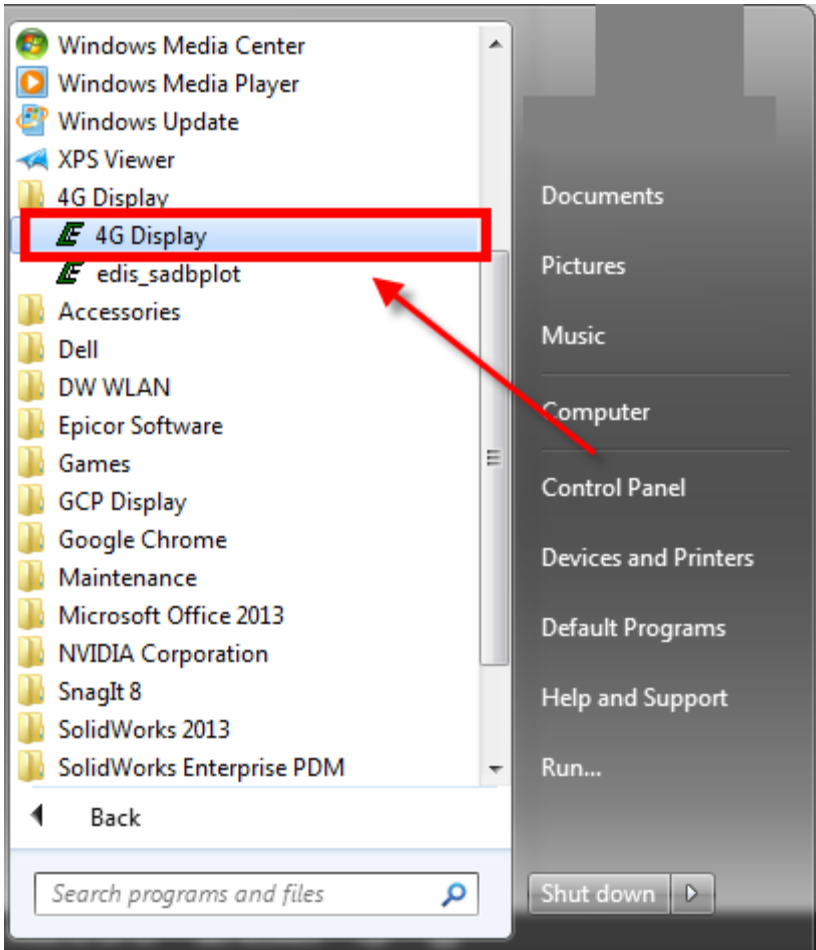 Windows Media Center
Windows Media Player
Windows Update
XPS Viewer
4G Display
4G Display
edis_sadbplot
Accessories
Dell
DW WLAN
Epicor Software
Games
GCP Display
Google Chrome
Maintenance
Microsoft Office 2013
NVIDIA Corporation
SnagIt 8
SolidWorks 2013
SolidWorks Enterprise PDM
Back
Search programs and files
Documents
Pictures
Music
Computer
Control Panel
Devices and Printers
Default Programs
Help and Support
Run...
Shut down